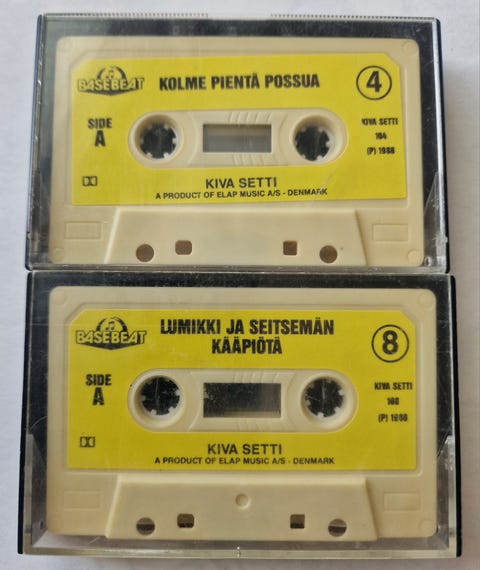 BASEBEAT
KOLME PIENTÄ POSSUA
4
SIDE
A
KIVA SETTI
104
(P) 1988
KIVA SETTI
A PRODUCT OF ELAP MUSIC A/S - DENMARK
BASEBEAT
LUMIKKI JA SEITSEMÄN
KÄÄPIÖTÄ
8
SIDE
A
KIVA SETTI
108
(P) 1988
KIVA SETTI
A PRODUCT OF ELAP MUSIC A/S - DENMARK